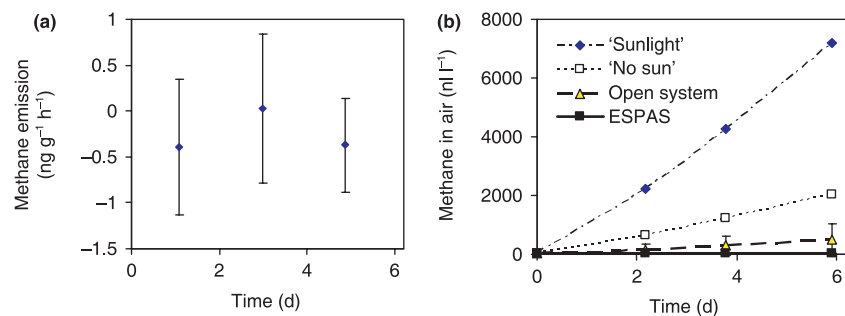 (a)
Methane emission
(ng g⁻¹ h⁻¹)
1
0.5
0
–0.5
–1
–1.5
0 2 4 6
Time (d)
(b)
Methane in air (nl l⁻¹)
8000
6000
4000
2000
0
'Sunlight'
'No sun'
Open system
ESPAS
0 2 4 6
Time (d)